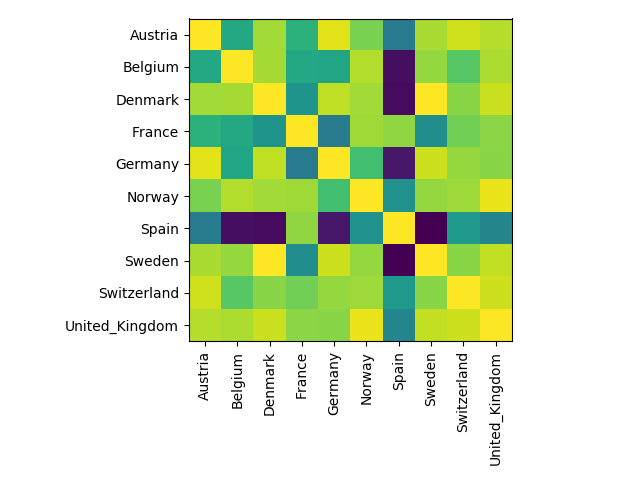 Austria
Belgium
Denmark
France
Germany
Norway
Spain
Sweden
Switzerland
United_Kingdom
Austria
Belgium
Denmark
France
Germany
Norway
Spain
Sweden
Switzerland
United_Kingdom